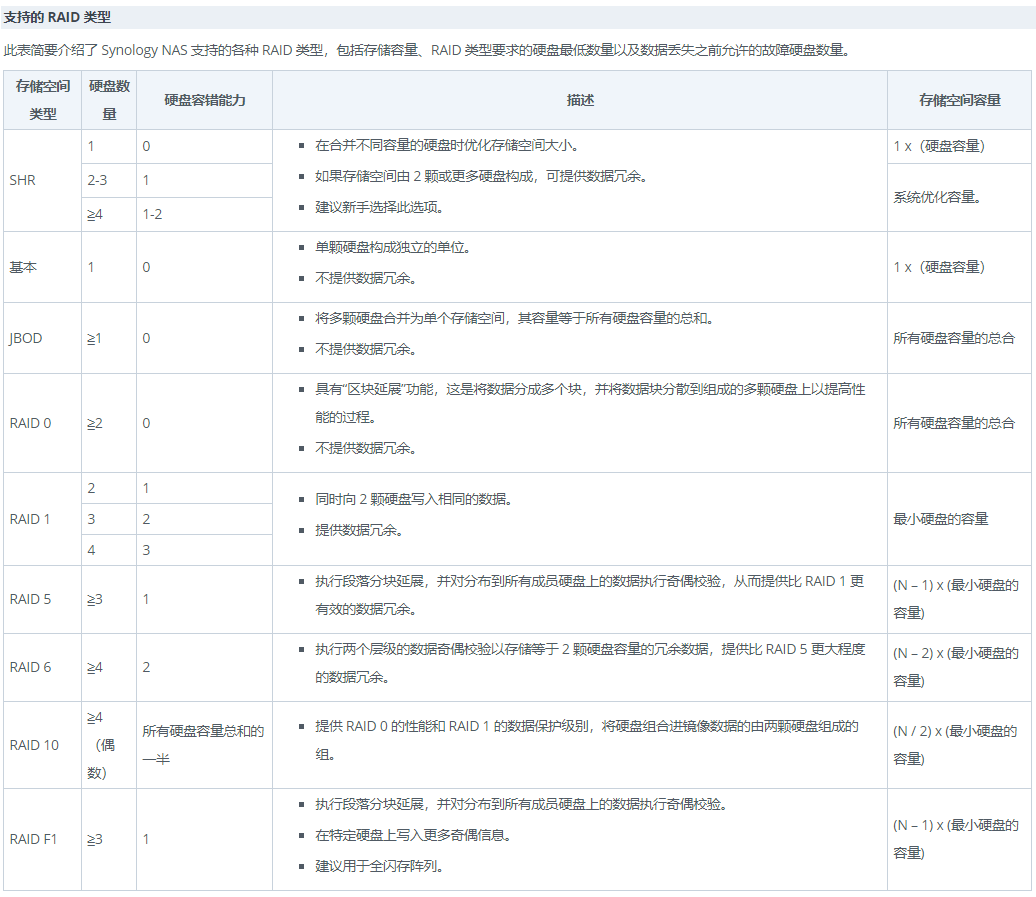 支持的 RAID 类型
此表简要介绍了 Synology NAS 支持的各种 RAID 类型，包括存储容量、RAID 类型要求的硬盘最低数量以及数据丢失之前允许的故障硬盘数量。
存储空间
类型
硬盘数
量
硬盘容错能力
描述
存储空间容量
SHR
1
0
2-3
1
≧4
1-2
▪ 在合并不同容量的硬盘时优化存储空间大小。
▪ 如果存储空间由 2 颗或更多硬盘构成，可提供数据冗余。
▪ 建议新手选择此选项。
1 x（硬盘容量）
系统优化容量。
基本
1
0
▪ 单颗硬盘构成独立的单位。
▪ 不提供数据冗余。
1 x（硬盘容量）
JBOD
≧1
0
▪ 将多颗硬盘合并为单个存储空间，其容量等于所有硬盘容量的总和。
▪ 不提供数据冗余。
所有硬盘容量的总合
RAID 0
≧2
0
▪ 具有“区块延展”功能，这是将数据分成多个块，并将数据块分散到组成的多颗硬盘上以提高性
能的过程。
▪ 不提供数据冗余。
所有硬盘容量的总合
RAID 1
2
1
3
2
4
3
▪ 同时向 2 颗硬盘写入相同的数据。
▪ 提供数据冗余。
最小硬盘的容量
RAID 5
≧3
1
▪ 执行段落分块延展，并对分布到所有成员硬盘上的数据执行奇偶校验，从而提供比 RAID 1 更
有效的数据冗余。
(N – 1) x (最小硬盘的
容量)
RAID 6
≧4
2
▪ 执行两个层级的数据奇偶校验以存储等于 2 颗硬盘容量的冗余数据，提供比 RAID 5 更大程度
的数据冗余。
(N – 2) x (最小硬盘的
容量)
RAID 10
≧4
（偶
数）
所有硬盘容量总和的
一半
▪ 提供 RAID 0 的性能和 RAID 1 的数据保护级别，将硬盘组合进镜像数据的由两颗硬盘组成的
组。
(N / 2) x (最小硬盘的
容量)
RAID F1
≧3
1
▪ 执行段落分块延展，并对分布到所有成员硬盘上的数据执行奇偶校验。
▪ 在特定硬盘上写入更多奇偶信息。
▪ 建议用于全闪存阵列。
(N – 1) x (最小硬盘的
容量)